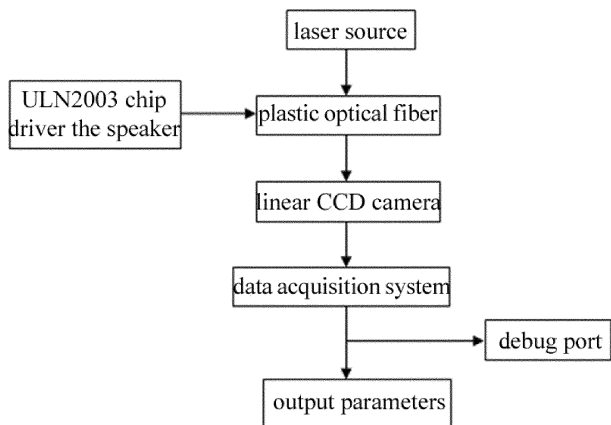 laser source
ULN2003 chip
driver the speaker
plastic optical fiber
linear CCD camera
data acquisition system
debug port
output parameters